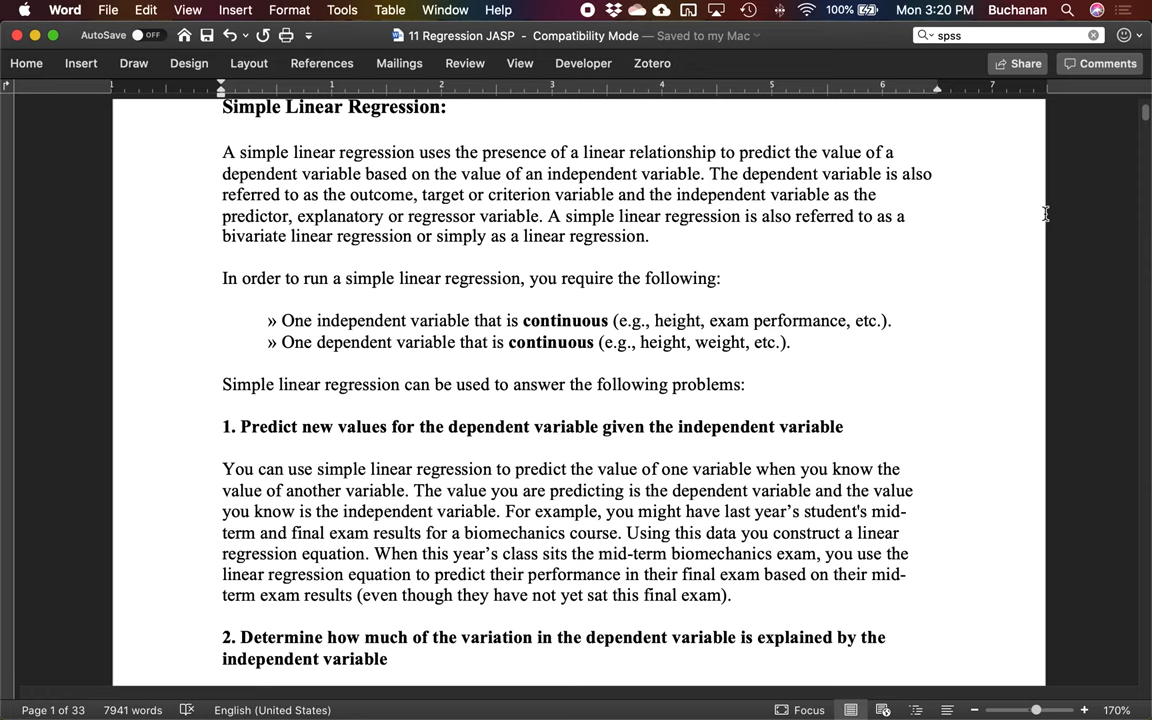 Word File Edit View Insert Format Tools Table Window Help 100% Mon 3:20 PM Buchanan
AutoSave OFF 11 Regression JASP - Compatibility Mode — Saved to my Mac spss
Home Insert Draw Design Layout References Mailings Review View Developer Zotero Share Comments
1 1 2 3 4 5 6 7
Simple Linear Regression:
A simple linear regression uses the presence of a linear relationship to predict the value of a
dependent variable based on the value of an independent variable. The dependent variable is also
referred to as the outcome, target or criterion variable and the independent variable as the
predictor, explanatory or regressor variable. A simple linear regression is also referred to as a
bivariate linear regression or simply as a linear regression.
In order to run a simple linear regression, you require the following:
» One independent variable that is continuous (e.g., height, exam performance, etc.).
» One dependent variable that is continuous (e.g., height, weight, etc.).
Simple linear regression can be used to answer the following problems:
1. Predict new values for the dependent variable given the independent variable
You can use simple linear regression to predict the value of one variable when you know the
value of another variable. The value you are predicting is the dependent variable and the value
you know is the independent variable. For example, you might have last year’s student's mid-
term and final exam results for a biomechanics course. Using this data you construct a linear
regression equation. When this year’s class sits the mid-term biomechanics exam, you use the
linear regression equation to predict their performance in their final exam based on their mid-
term exam results (even though they have not yet sat this final exam).
2. Determine how much of the variation in the dependent variable is explained by the
independent variable
Page 1 of 33 7941 words English (United States) Focus 170%